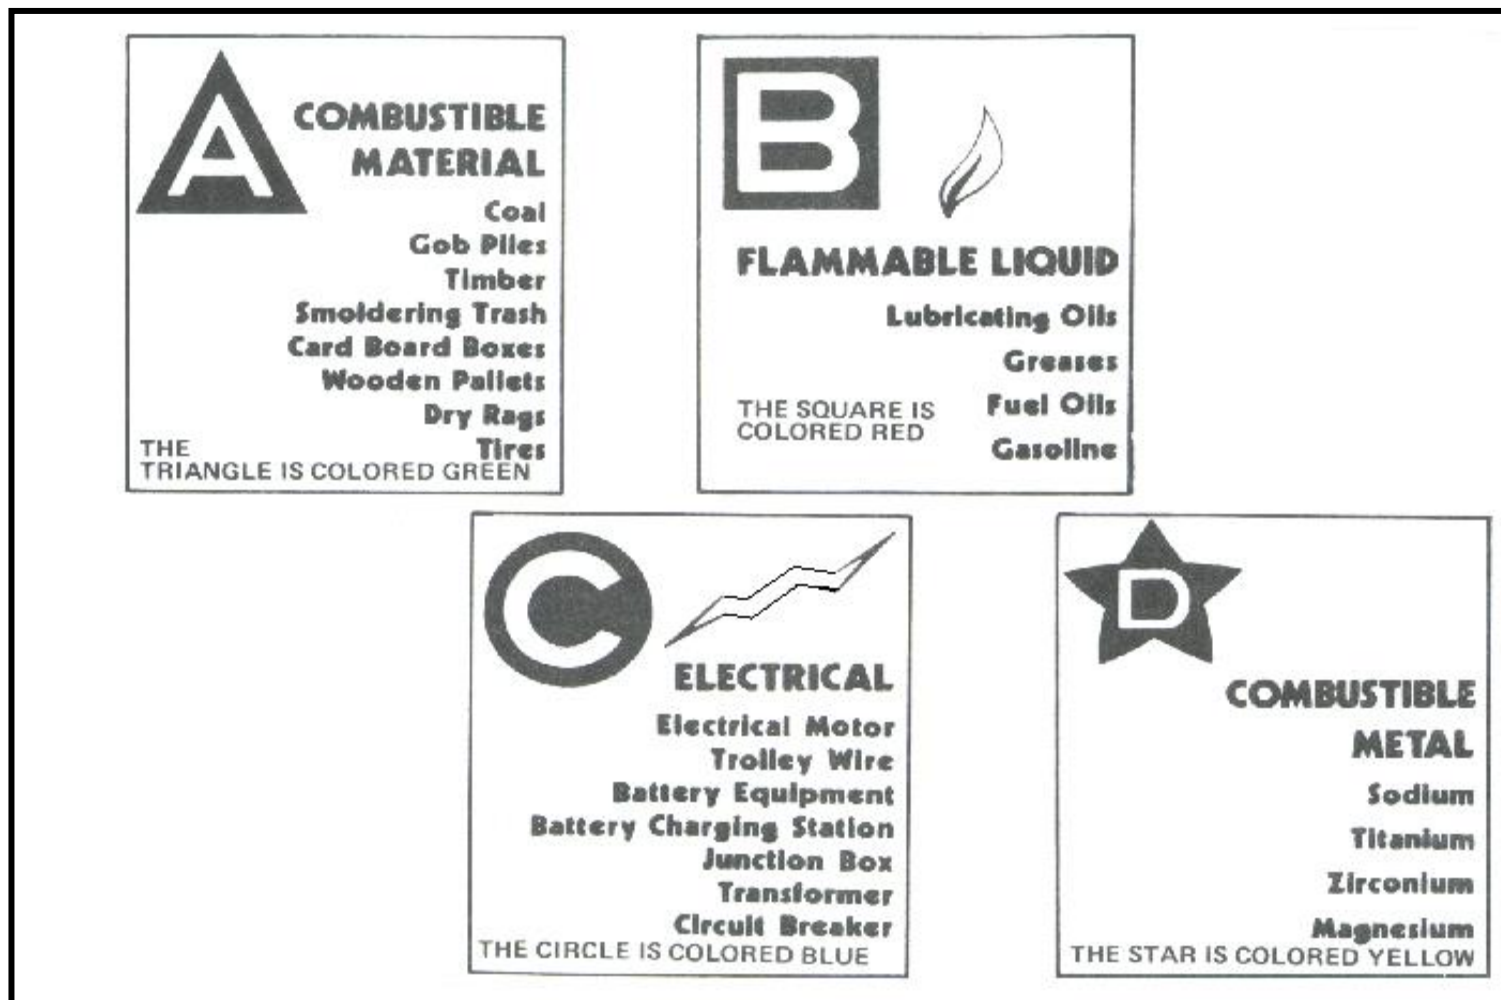 A
COMBUSTIBLE
MATERIAL
Coal
Gob Piles
Timber
Smoldering Trash
Card Board Boxes
Wooden Pallets
Dry Rags
Tires
THE
TRIANGLE IS COLORED GREEN
B
FLAMMABLE LIQUID
Lubricating Oils
Greases
Fuel Oils
Gasoline
THE SQUARE IS
COLORED RED
C
ELECTRICAL
Electrical Motor
Trolley Wire
Battery Equipment
Battery Charging Station
Junction Box
Transformer
Circuit Breaker
THE CIRCLE IS COLORED BLUE
D
COMBUSTIBLE
METAL
Sodium
Titanium
Zirconium
Magnesium
THE STAR IS COLORED YELLOW